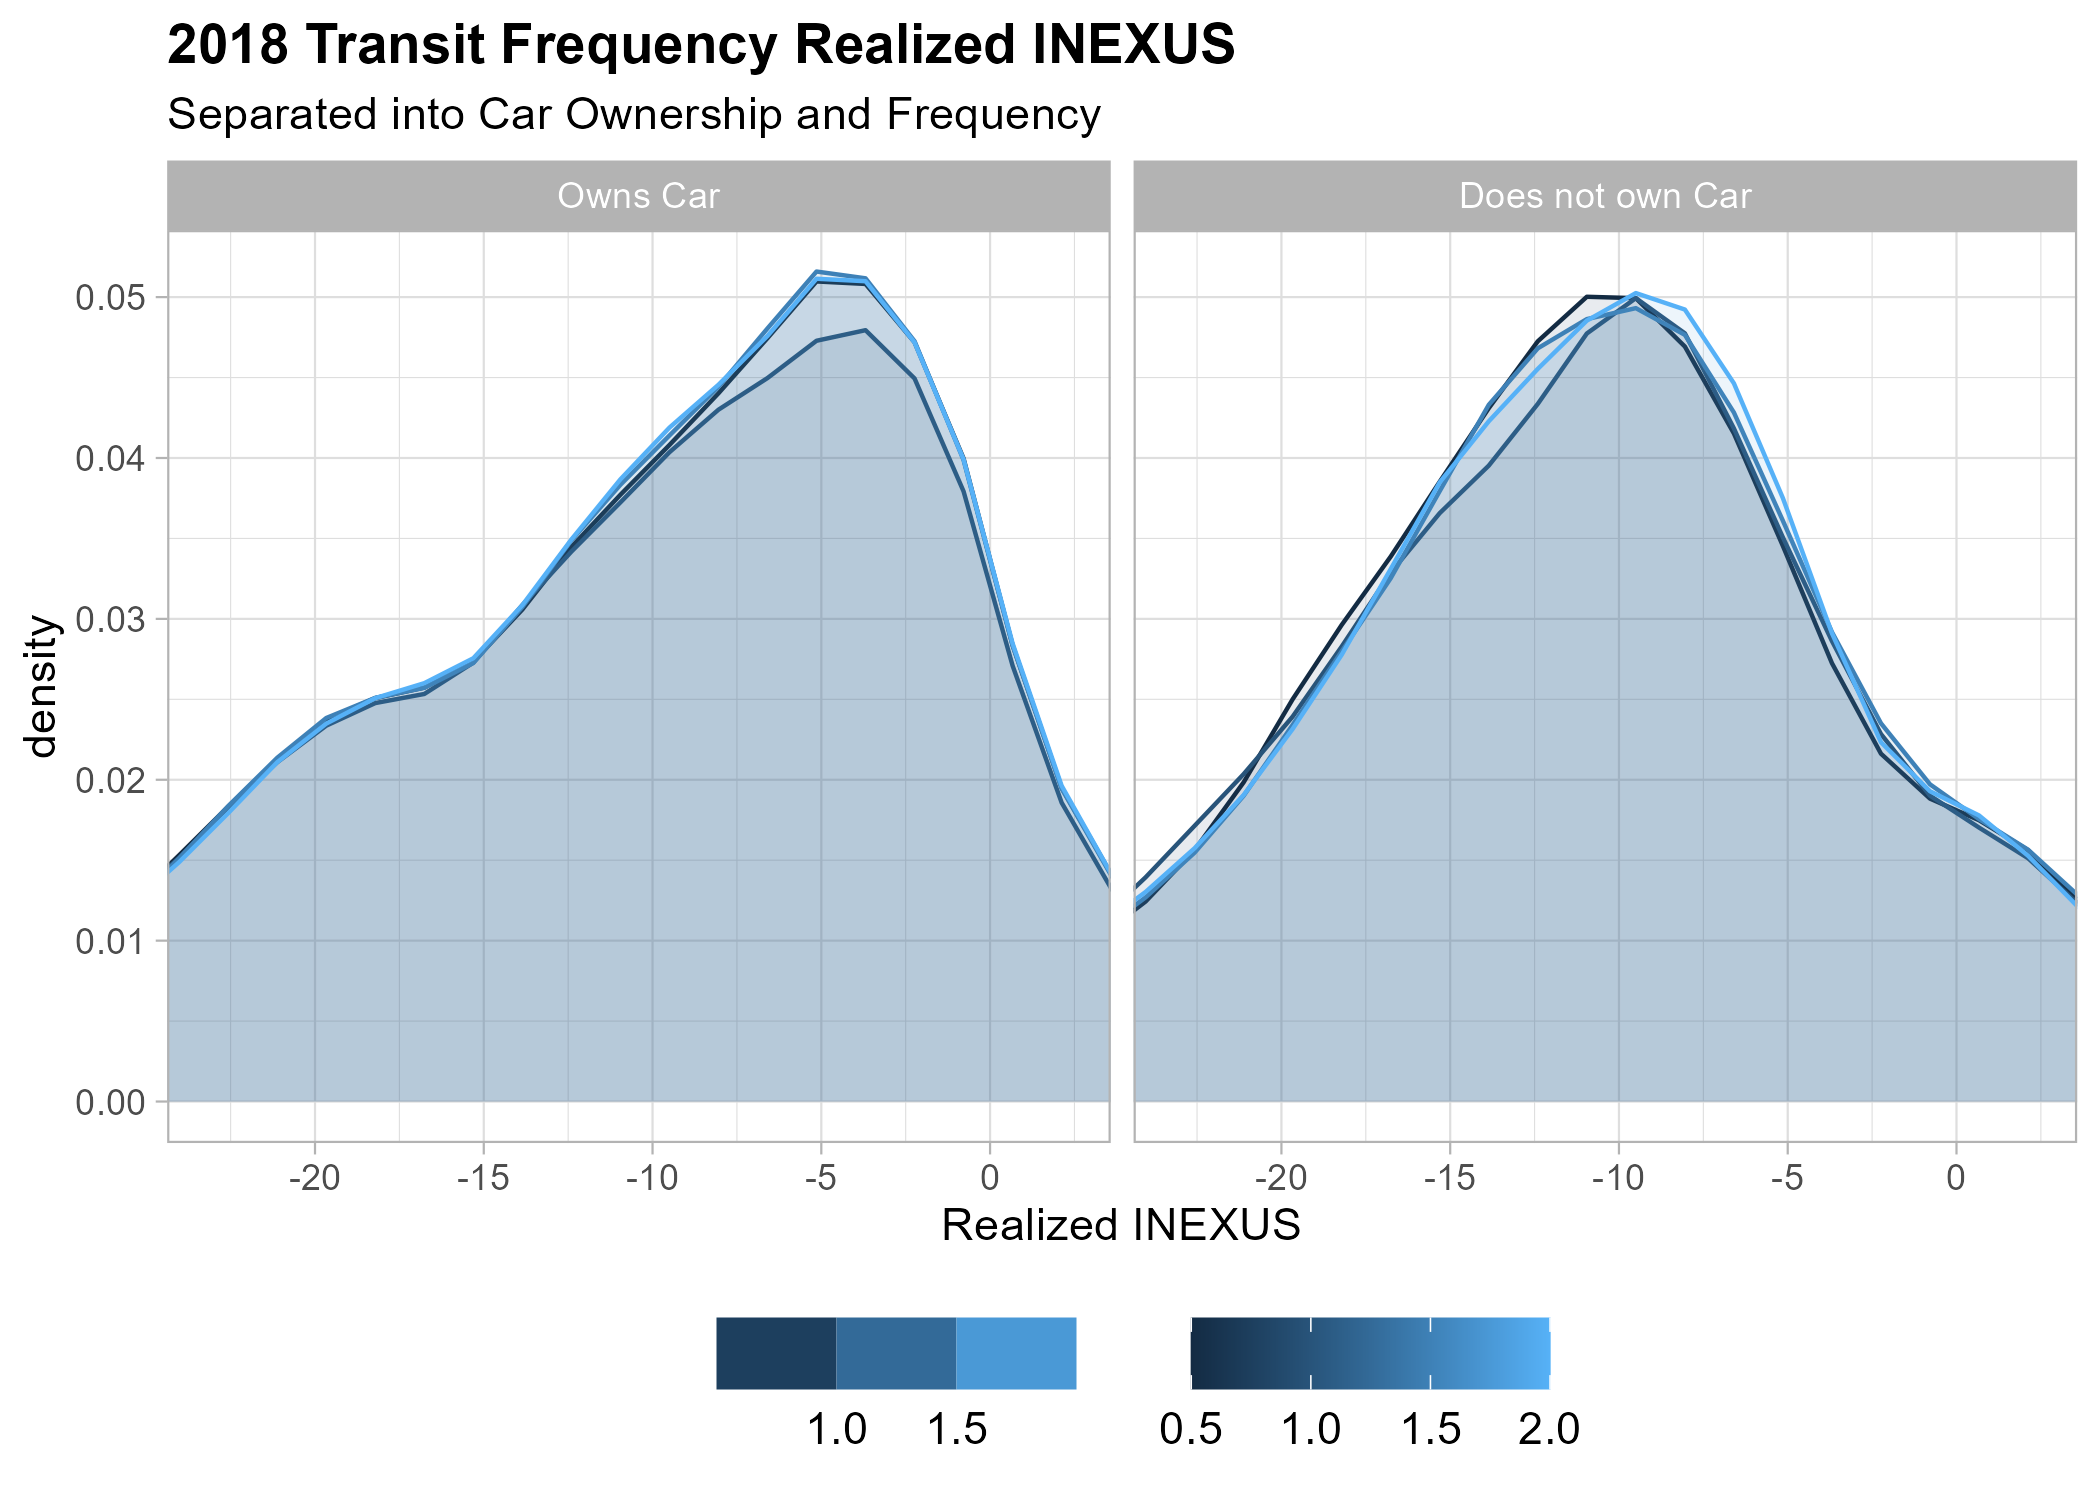 2018 Transit Frequency Realized INEXUS
Separated into Car Ownership and Frequency
Owns Car
Does not own Car
density
0.05
0.04
0.03
0.02
0.01
0.00
-20 -15 -10 -5 0
-20 -15 -10 -5 0
Realized INEXUS
1.0 1.5
0.5 1.0 1.5 2.0